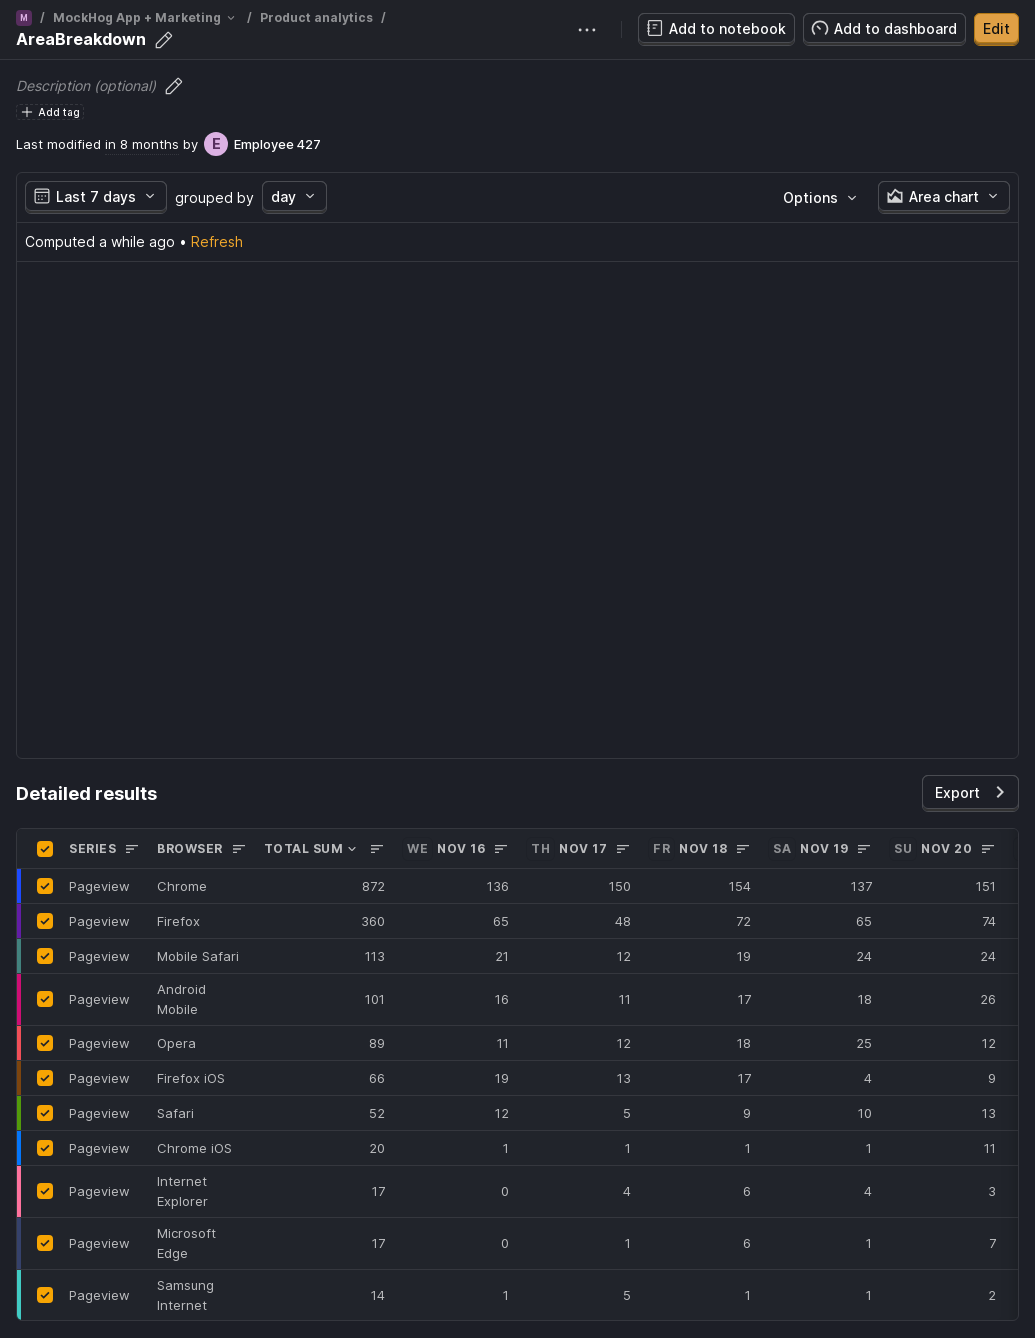 M / MockHog App + Marketing / Product analytics /
AreaBreakdown
Add to notebook
Add to dashboard
Edit
Description (optional)
Add tag
Last modified in 8 months by E Employee 427
Last 7 days grouped by day Options Area chart
Computed a while ago • Refresh
Detailed results
Export
SERIES BROWSER TOTAL SUM WE NOV 16 TH NOV 17 FR NOV 18 SA NOV 19 SU NOV 20
Pageview Chrome 872 136 150 154 137 151
Pageview Firefox 360 65 48 72 65 74
Pageview Mobile Safari 113 21 12 19 24 24
Pageview Android Mobile 101 16 11 17 18 26
Pageview Opera 89 11 12 18 25 12
Pageview Firefox iOS 66 19 13 17 4 9
Pageview Safari 52 12 5 9 10 13
Pageview Chrome iOS 20 1 1 1 1 11
Pageview Internet Explorer 17 0 4 6 4 3
Pageview Microsoft Edge 17 0 1 6 1 7
Pageview Samsung Internet 14 1 5 1 1 2